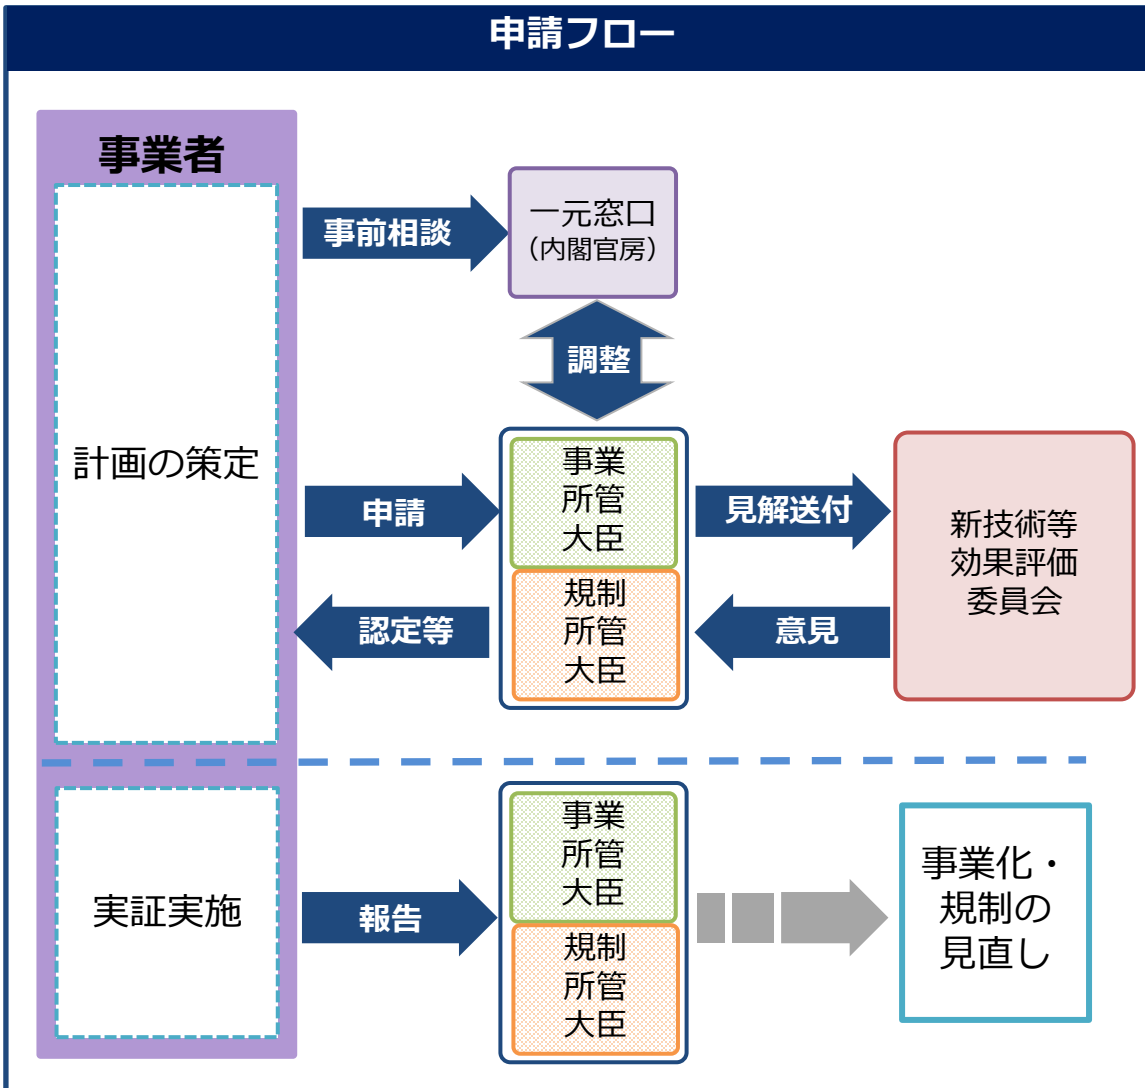 申請フロー
事業者
計画の策定
事前相談
一元窓口
（内閣官房）
調整
申請
事業
所管
大臣
規制
所管
大臣
認定等
見解送付
意見
新技術等
効果評価
委員会
実証実施
報告
事業
所管
大臣
規制
所管
大臣
事業化・
規制の
見直し